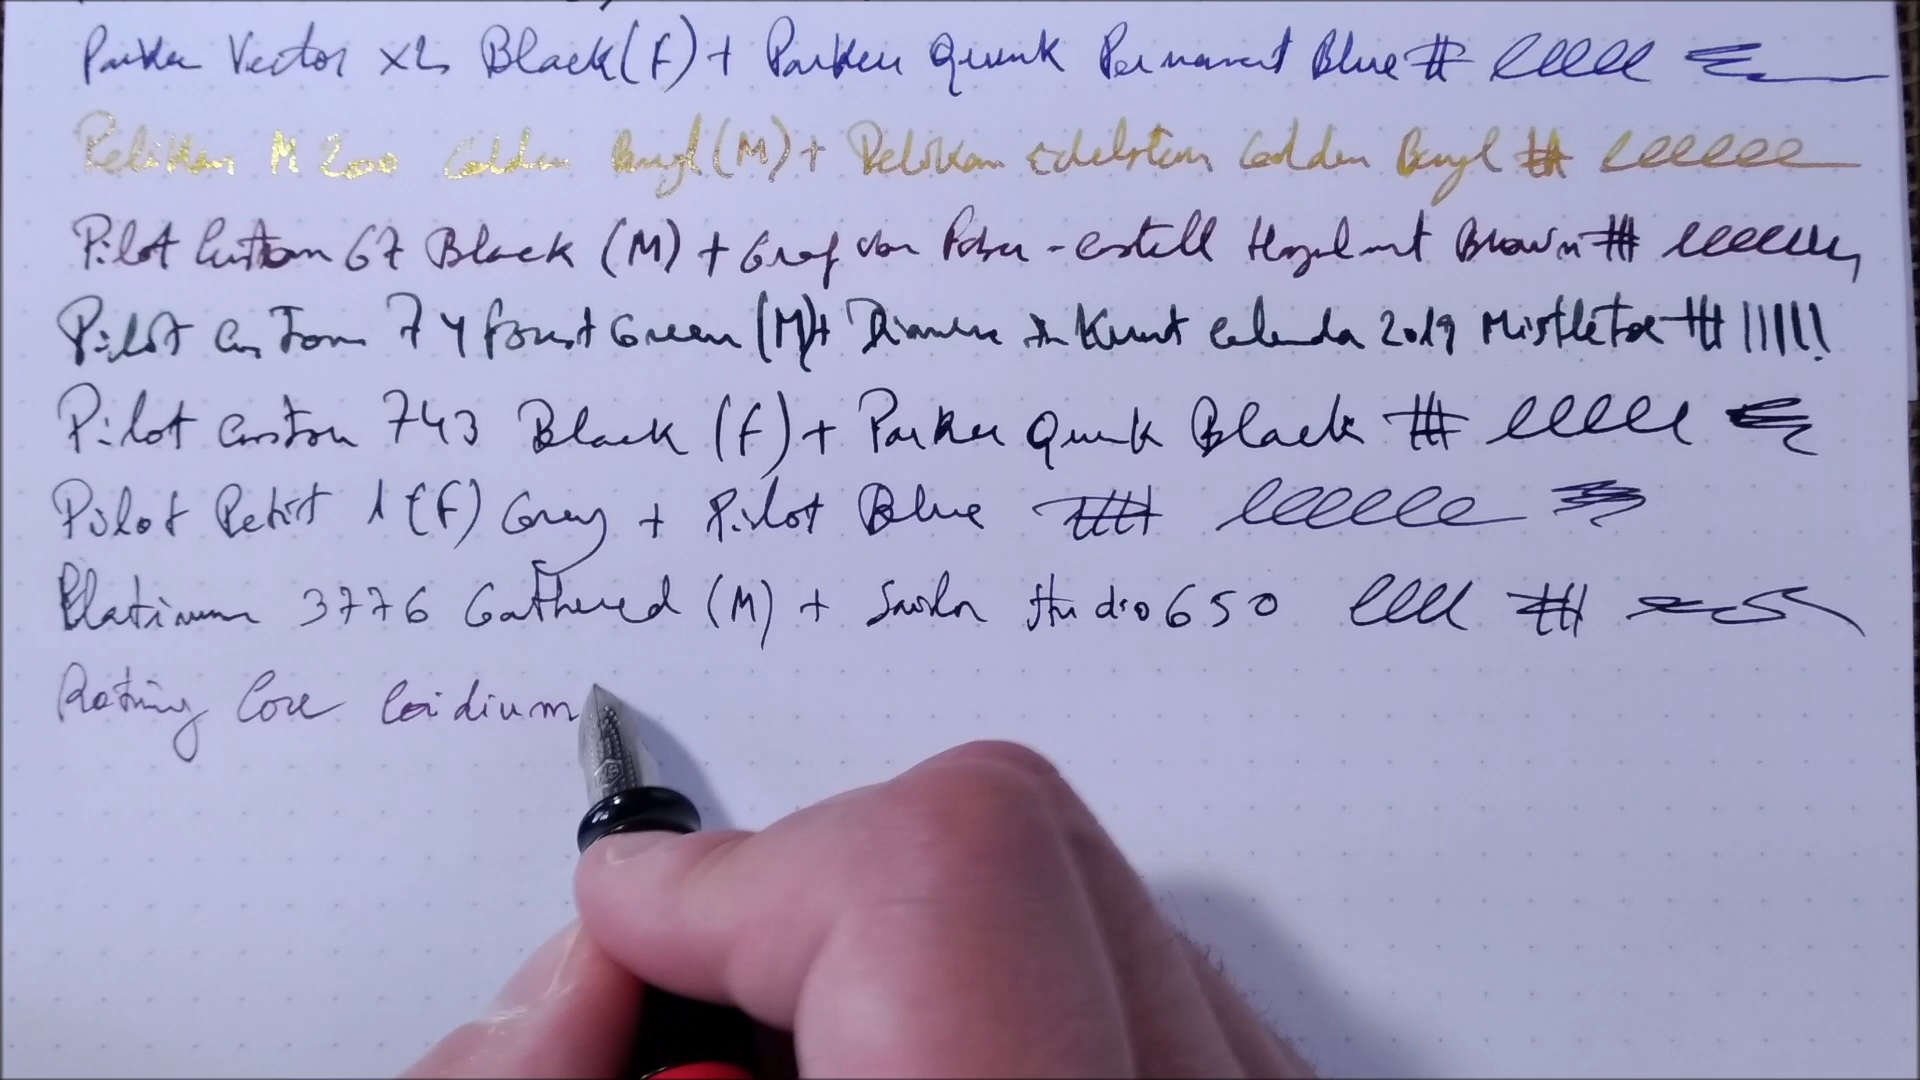 Parker Vector XL Black (F) + Parker Quink Permanent Blue #
Pelikan M200 Golden Beryl (M) + Pelikan Edelstein Golden Beryl #
Pilot Custom 67 Black (M) + Graf von Faber-Castell Hazelnut Brown #
Pilot Custom 74 Forest Green (M) + Diamine Inkvent Calendar 2019 Mistletoe #
Pilot Custom 743 Black (F) + Parker Quink Black #
Pilot Petit 1 (F) Grey + Pilot Blue #
Platinum 3776 Gathered (M) + Sailor Studio 650 #
Rotring Core Coridium